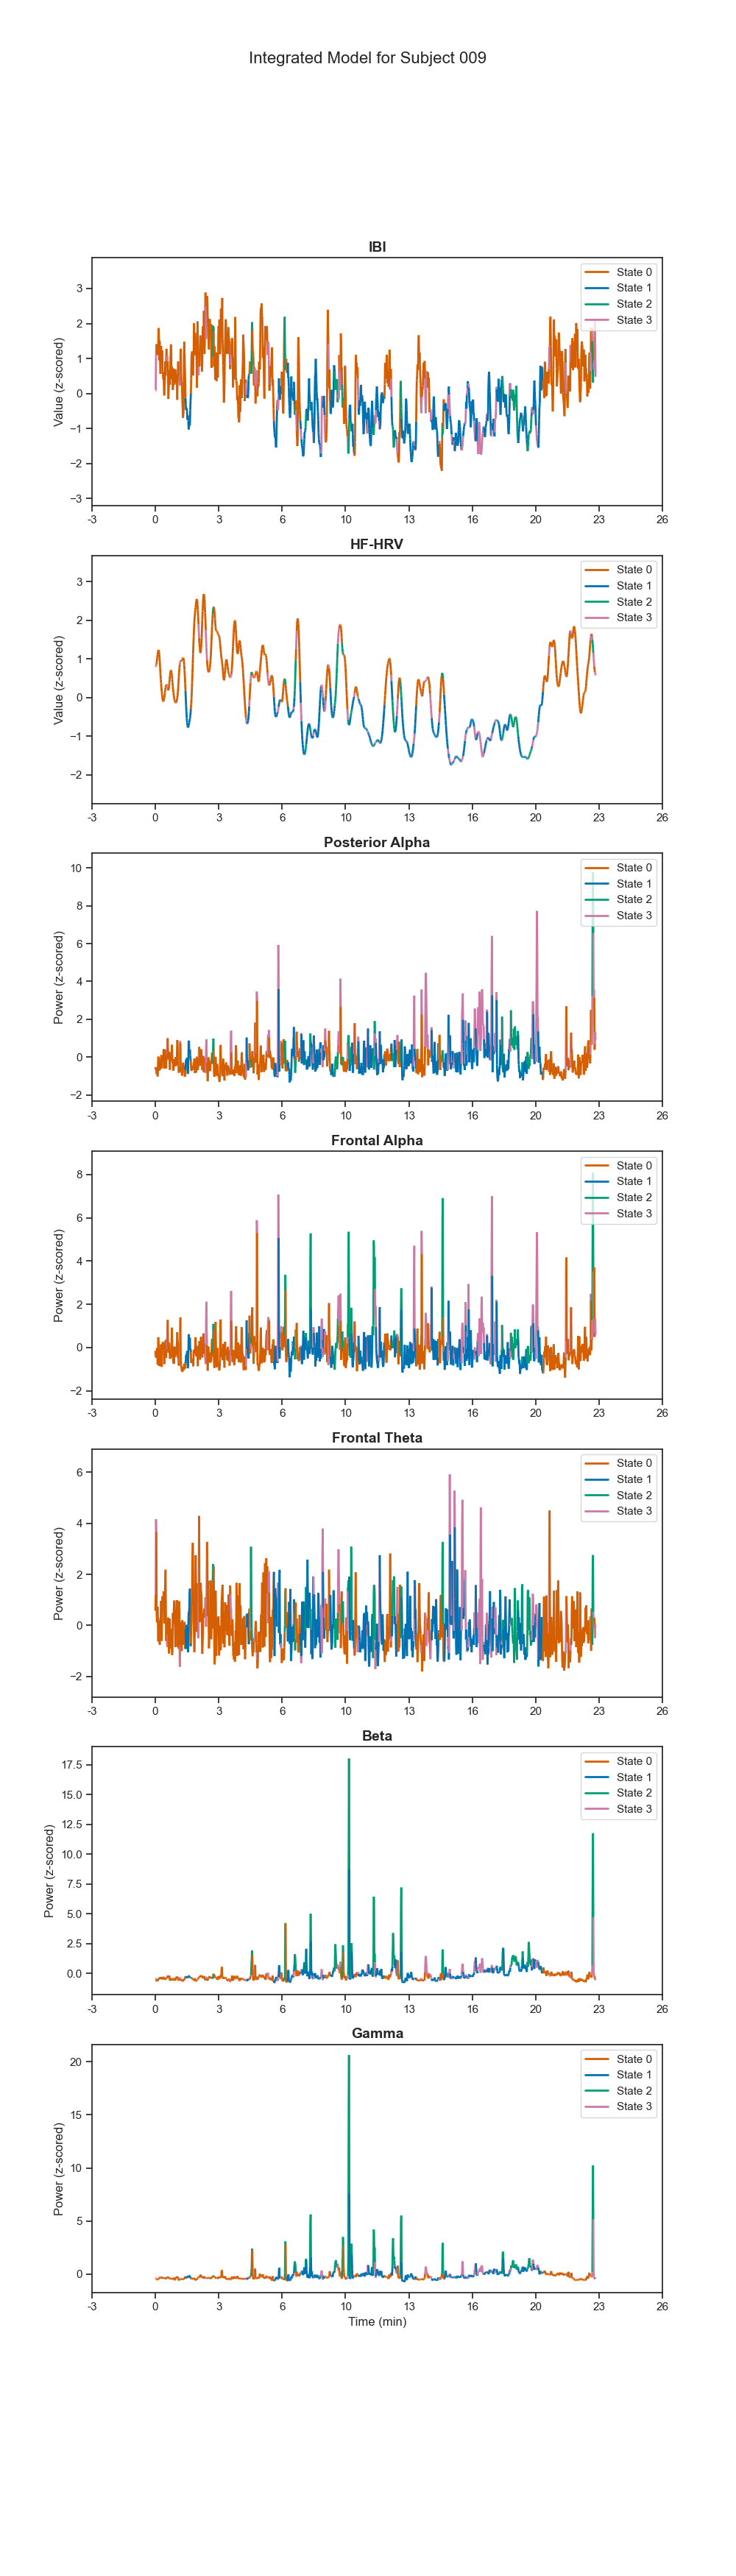 Integrated Model for Subject 009
IBI
Value (z-scored)
3
2
1
0
−1
−2
−3
State 0
State 1
State 2
State 3
-3 0 3 6 10 13 16 20 23 26
HF-HRV
Value (z-scored)
3
2
1
0
−1
−2
State 0
State 1
State 2
State 3
-3 0 3 6 10 13 16 20 23 26
Posterior Alpha
Power (z-scored)
10
8
6
4
2
0
−2
State 0
State 1
State 2
State 3
-3 0 3 6 10 13 16 20 23 26
Frontal Alpha
Power (z-scored)
8
6
4
2
0
−2
State 0
State 1
State 2
State 3
-3 0 3 6 10 13 16 20 23 26
Frontal Theta
Power (z-scored)
6
4
2
0
−2
State 0
State 1
State 2
State 3
-3 0 3 6 10 13 16 20 23 26
Beta
Power (z-scored)
17.5
15.0
12.5
10.0
7.5
5.0
2.5
0.0
State 0
State 1
State 2
State 3
-3 0 3 6 10 13 16 20 23 26
Gamma
Power (z-scored)
20
15
10
5
0
State 0
State 1
State 2
State 3
-3 0 3 6 10 13 16 20 23 26
Time (min)